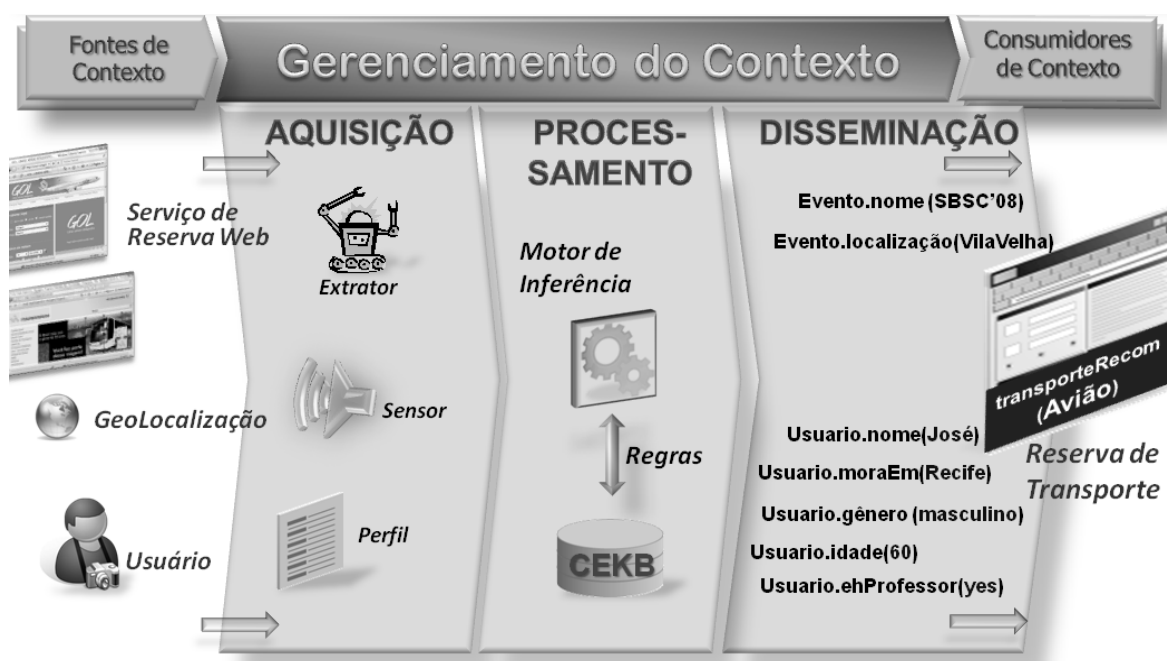 Fontes de
Contexto
Gerenciamento do Contexto
Consumidores
de Contexto
AQUISIÇÃO
PROCES-
SAMENTO
DISSEMINAÇÃO
GOL
GOL
Serviço de
Reserva Web
Extrator
Motor de
Inferência
Evento.nome (SBSC'08)
Evento.localização(VilaVelha)
transporteRecom
(Avião)
GeoLocalização
Sensor
Regras
Usuario.nome(José)
Usuario.moraEm(Recife)
Usuario.gênero (masculino)
Usuario.idade(60)
Usuario.ehProfessor(yes)
Reserva de
Transporte
Usuário
Perfil
CEKB